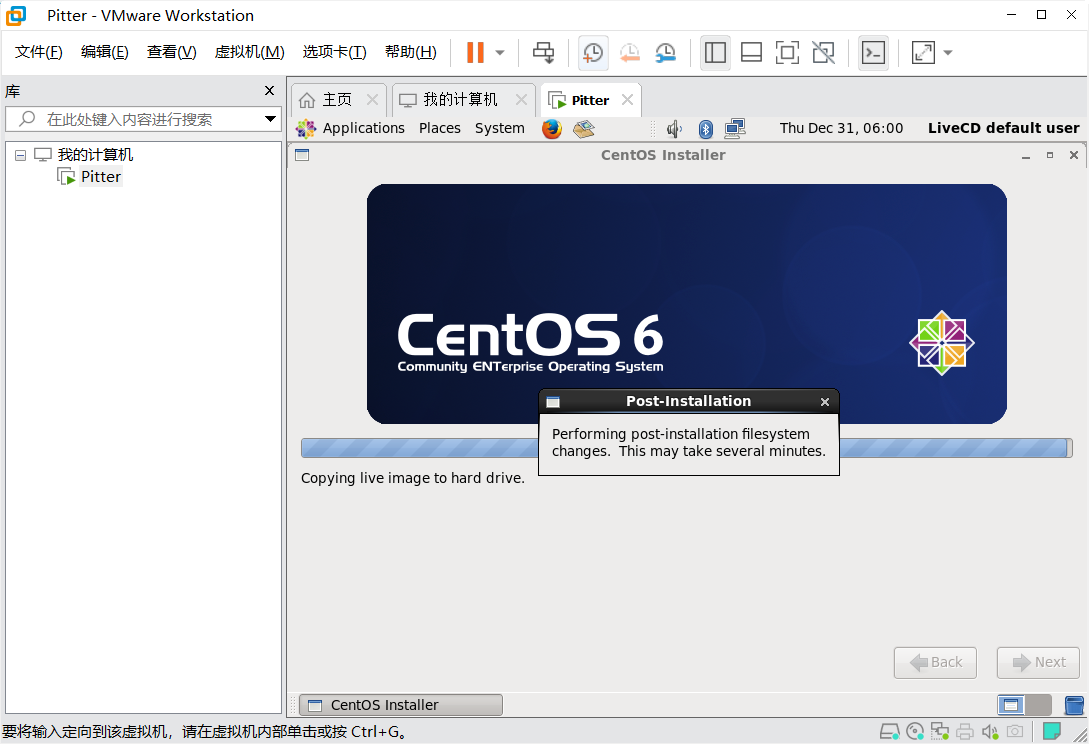 Pitter - VMware Workstation
文件(F) 编辑(E) 查看(V) 虚拟机(M) 选项卡(T) 帮助(H)
库
在此处键入内容进行搜索
我的计算机
Pitter
主页 我的计算机 Pitter
Applications Places System Thu Dec 31, 06:00 LiveCD default user
CentOS Installer
CentOS 6
Community ENTerprise Operating System
Post-Installation
Performing post-installation filesystem
changes. This may take several minutes.
Copying live image to hard drive.
Back Next
CentOS Installer
要将输入定向到该虚拟机，请在虚拟机内部单击或按 Ctrl+G。